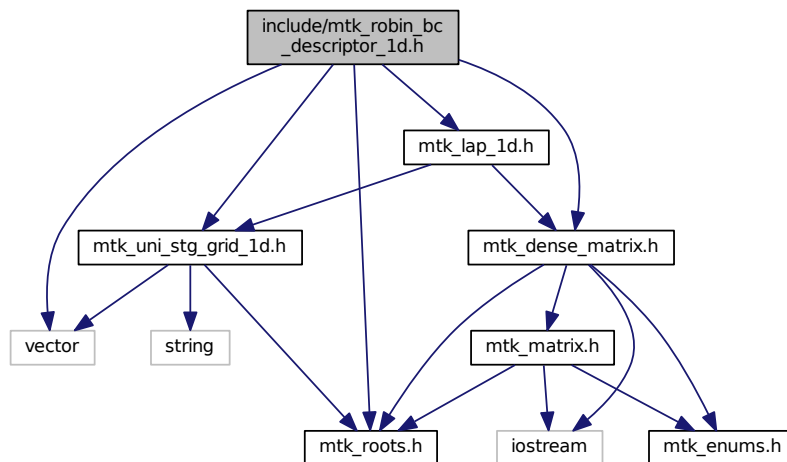 include/mtk_robin_bc
_descriptor_1d.h
mtk_lap_1d.h
mtk_uni_stg_grid_1d.h
mtk_dense_matrix.h
vector
string
mtk_matrix.h
mtk_roots.h
iostream
mtk_enums.h